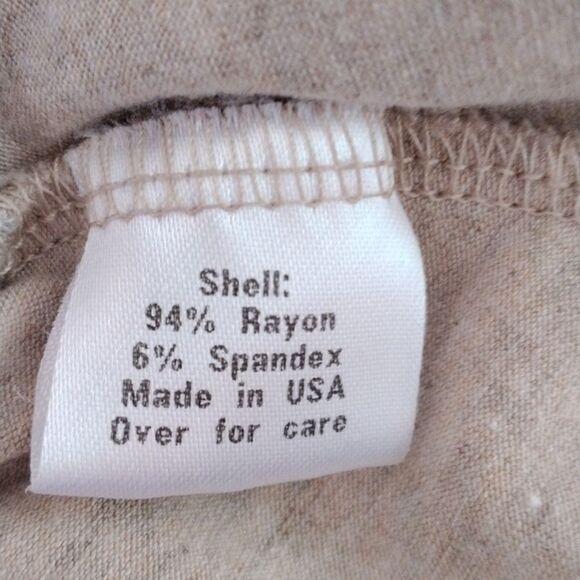 Shell:
94% Rayon
6% Spandex
Made in USA
Over for care